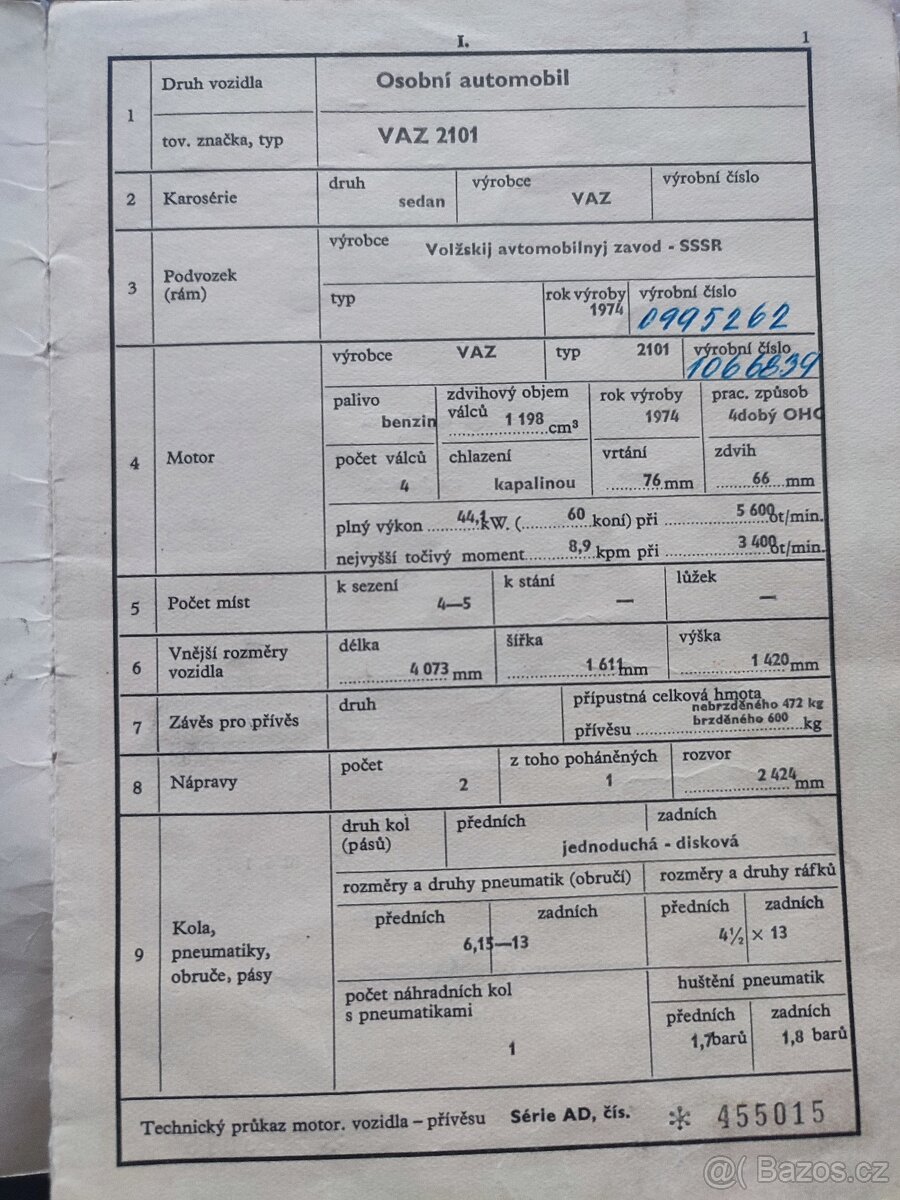 I.
1
1
Druh vozidla
Osobní automobil
tov. značka, typ
VAZ 2101
2
Karosérie
druh
sedan
výrobce
VAZ
výrobní číslo
3
Podvozek
(rám)
výrobce
Volžskij avtomobilnyj zavod - SSSR
typ
rok výroby
1974
výrobní číslo
0995262
4
Motor
výrobce
VAZ
typ
2101
výrobní číslo
1066839
palivo
benzin
zdvihový objem
válců 1 198 cm³
rok výroby
1974
prac. způsob
4dobý OHC
počet válců
4
chlazení
kapalinou
vrtání
76 mm
zdvih
66 mm
plný výkon 44,1 kW. ( 60 koní) při 5 600 ot/min.
nejvyšší točivý moment 8,9 kpm při 3 400 ot/min.
5
Počet míst
k sezení
4—5
k stání
—
lůžek
—
6
Vnější rozměry
vozidla
délka
4 073 mm
šířka
1 611 mm
výška
1 420 mm
7
Závěs pro přívěs
druh
přípustná celková hmota
nebrzděného 472 kg
přívěsu brzděného 600 kg
8
Nápravy
počet
2
z toho poháněných
1
rozvor
2 424 mm
9
Kola,
pneumatiky,
obruče, pásy
druh kol
(pásů)
předních
zadních
jednoduchá - disková
rozměry a druhy pneumatik (obručí)
rozměry a druhy ráfků
předních
zadních
6,15—13
předních
zadních
4½ × 13
počet náhradních kol
s pneumatikami
1
huštění pneumatik
předních
1,7 barů
zadních
1,8 barů
Technický průkaz motor. vozidla – přívěsu Série AD, čís. * 455015
@( Bazos.cz